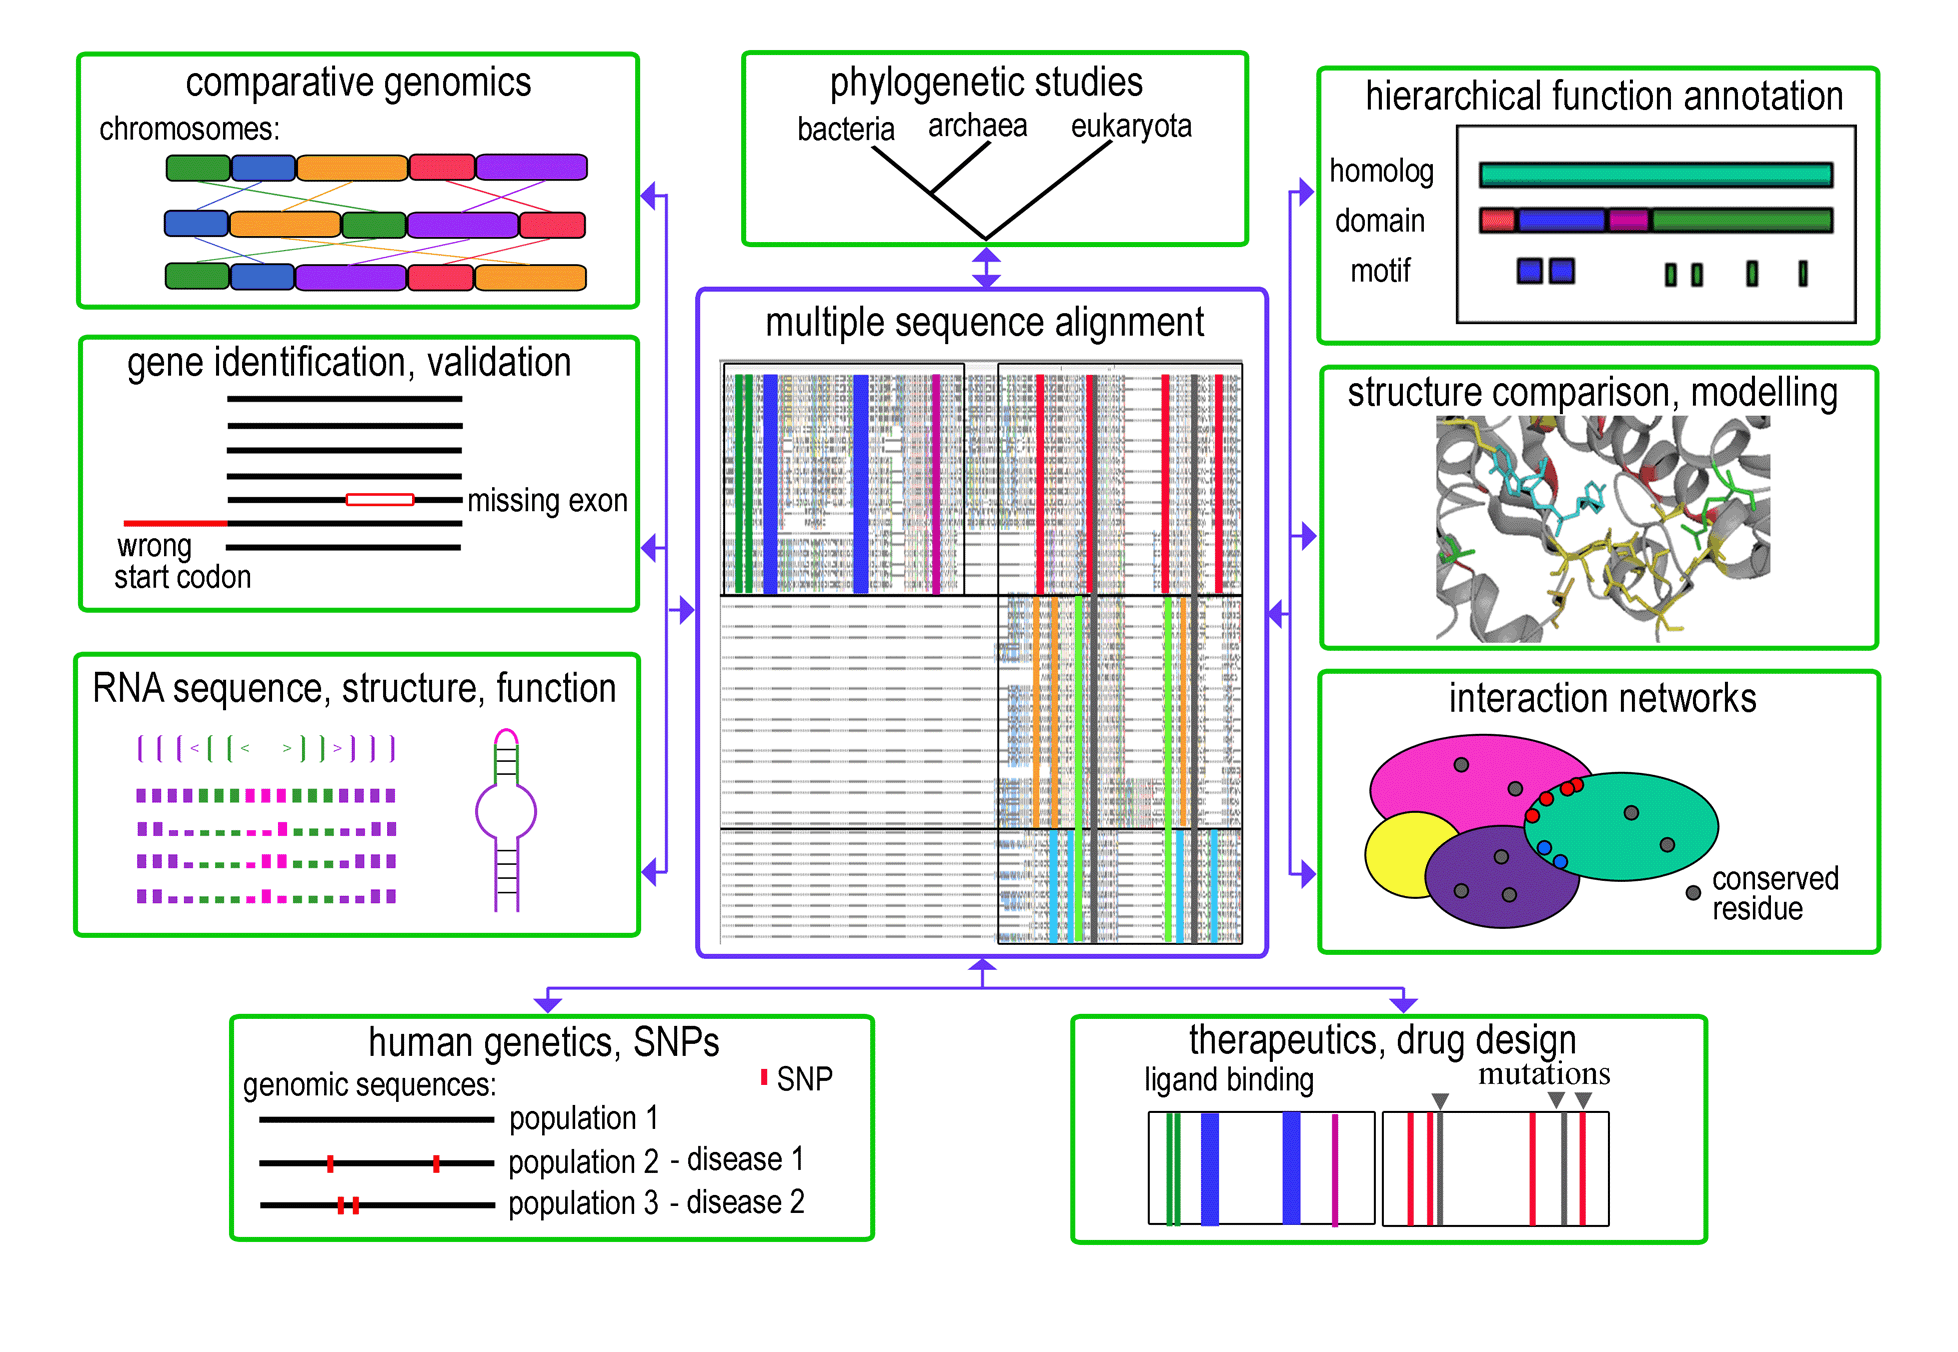 comparative genomics
chromosomes:
phylogenetic studies
bacteria archaea eukaryota
hierarchical function annotation
homolog
domain
motif
gene identification, validation
missing exon
wrong
start codon
multiple sequence alignment
structure comparison, modelling
RNA sequence, structure, function
interaction networks
conserved
residue
human genetics, SNPs
SNP
genomic sequences:
population 1
population 2 - disease 1
population 3 - disease 2
therapeutics, drug design
ligand binding
mutations